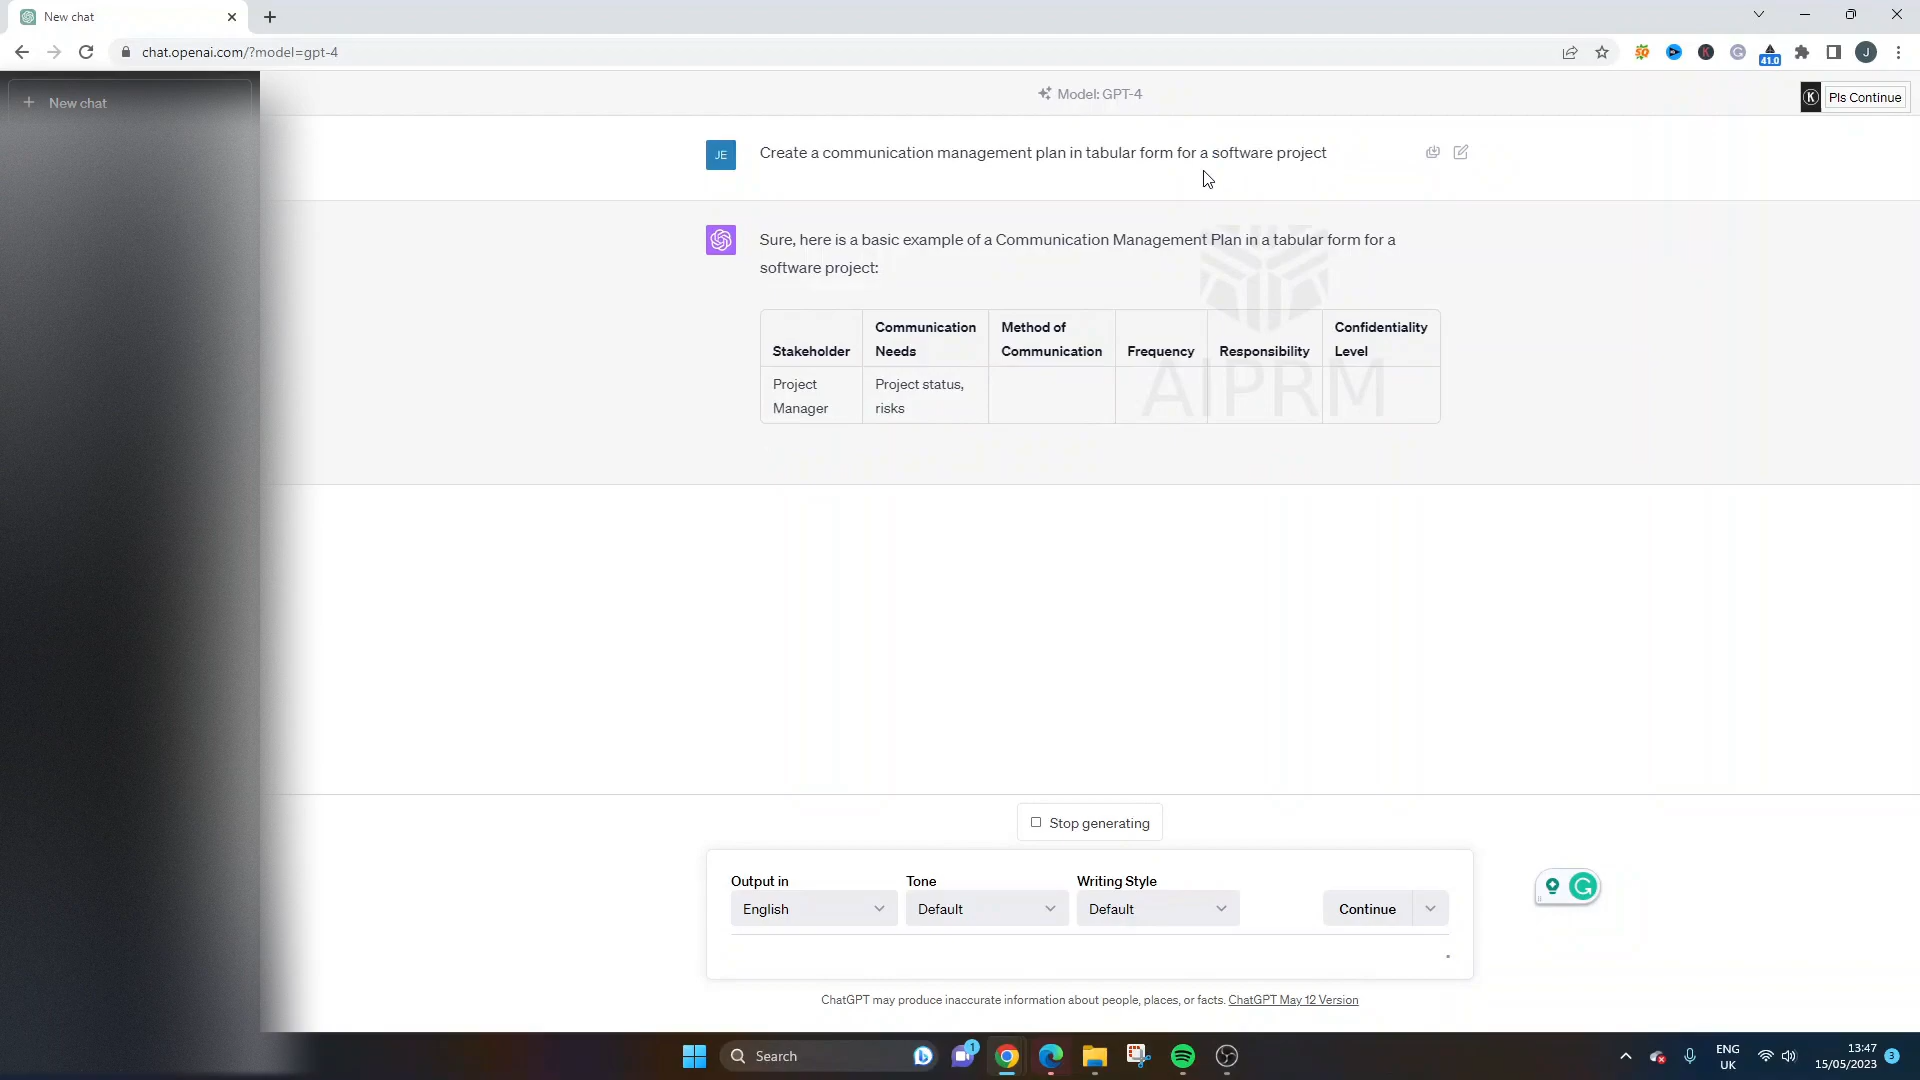 New chat
chat.openai.com/?model=gpt-4
41.0
J
New chat
Model: GPT-4
K
Pls Continue
JE
Create a communication management plan in tabular form for a software project
Sure, here is a basic example of a Communication Management Plan in a tabular form for a
software project:
Stakeholder
Communication
Needs
Method of
Communication
Frequency
Responsibility
Confidentiality
Level
Project
Manager
Project status,
risks
AIPRM
Stop generating
Output in
Tone
Writing Style
English
Default
Default
Continue
ChatGPT may produce inaccurate information about people, places, or facts. ChatGPT May 12 Version
Search
1
ENG
UK
13:47
15/05/2023
3